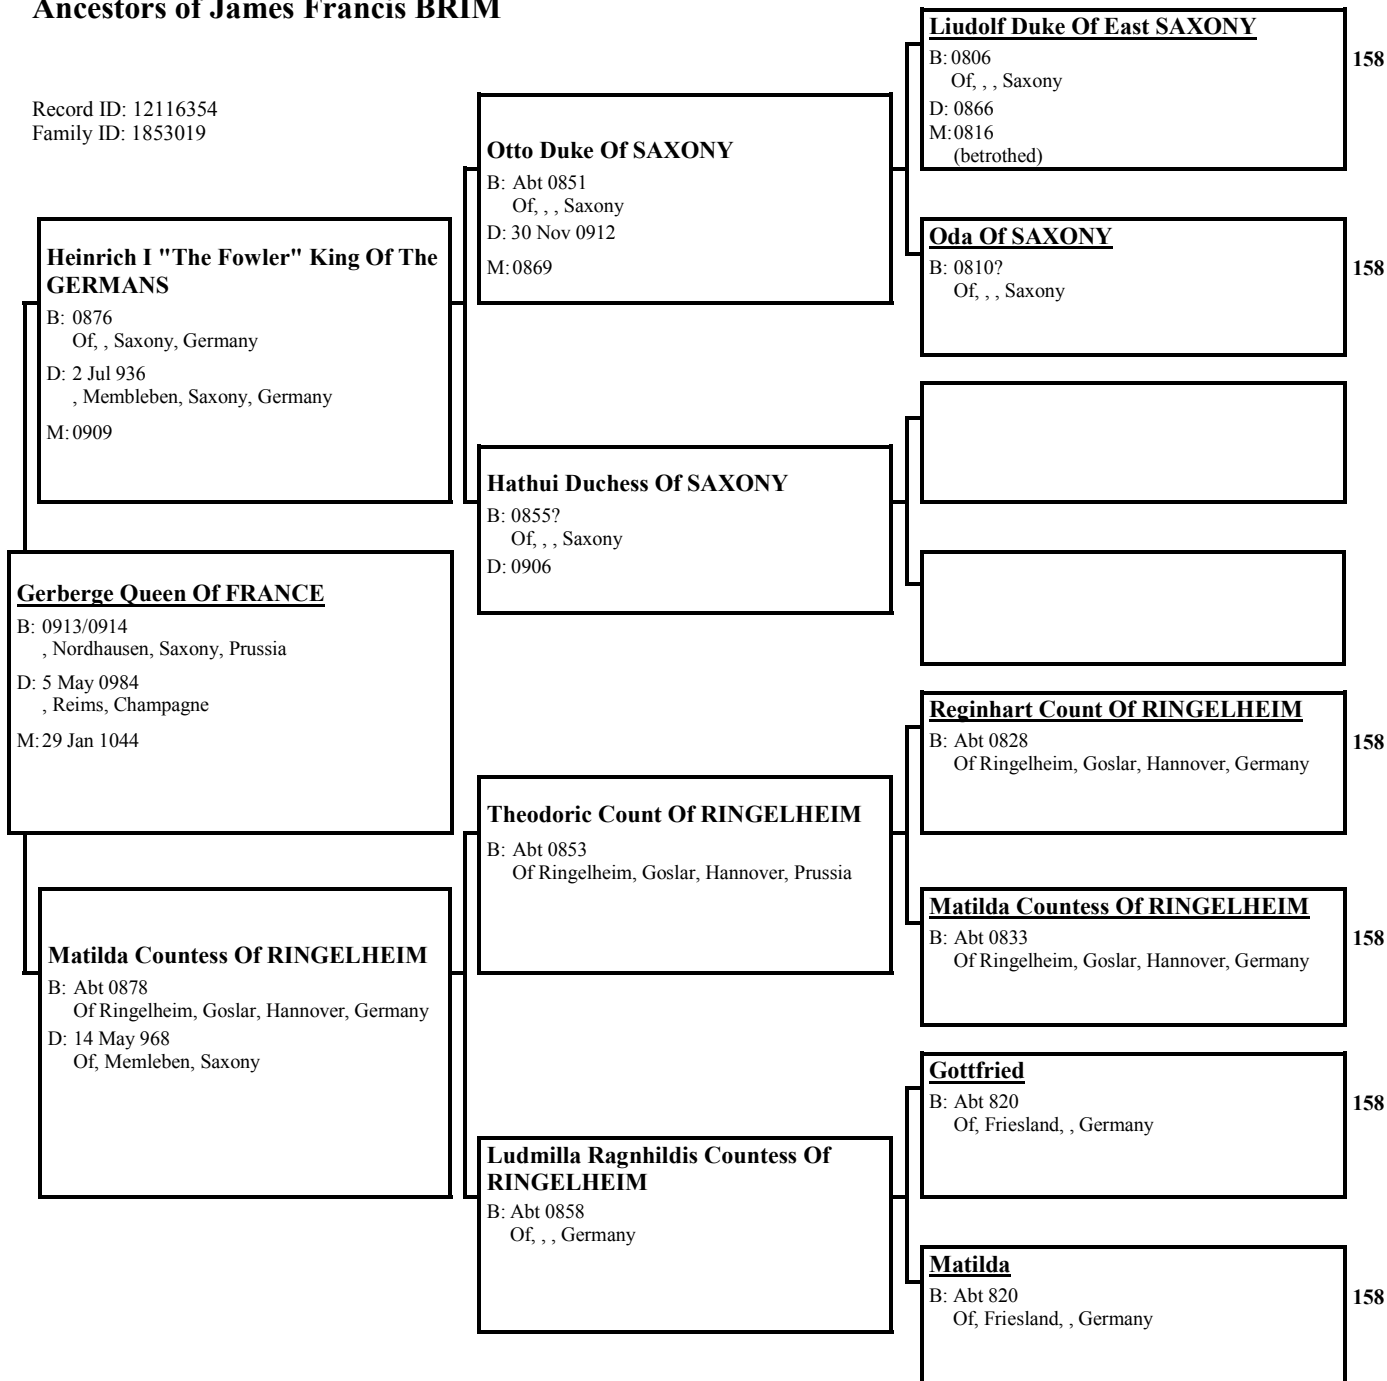 Ancestors of James Francis BRIM
Record ID: 12116354
Family ID: 1853019
Heinrich I "The Fowler" King Of The
GERMANS
B: 0876
Of, , Saxony, Germany
D: 2 Jul 936
, Membleben, Saxony, Germany
M: 0909
Gerberge Queen Of FRANCE
B: 0913/0914
, Nordhausen, Saxony, Prussia
D: 5 May 0984
, Reims, Champagne
M: 29 Jan 1044
Matilda Countess Of RINGELHEIM
B: Abt 0878
Of Ringelheim, Goslar, Hannover, Germany
D: 14 May 968
Of, Memleben, Saxony
Otto Duke Of SAXONY
B: Abt 0851
Of, , , Saxony
D: 30 Nov 0912
M: 0869
Hathui Duchess Of SAXONY
B: 0855?
Of, , , Saxony
D: 0906
Theodoric Count Of RINGELHEIM
B: Abt 0853
Of Ringelheim, Goslar, Hannover, Prussia
Ludmilla Ragnhildis Countess Of
RINGELHEIM
B: Abt 0858
Of, , , Germany
Liudolf Duke Of East SAXONY
B: 0806
Of, , , Saxony
D: 0866
M: 0816
(betrothed)
158
Oda Of SAXONY
B: 0810?
Of, , , Saxony
158
Reginhart Count Of RINGELHEIM
B: Abt 0828
Of Ringelheim, Goslar, Hannover, Germany
158
Matilda Countess Of RINGELHEIM
B: Abt 0833
Of Ringelheim, Goslar, Hannover, Germany
158
Gottfried
B: Abt 820
Of, Friesland, , Germany
158
Matilda
B: Abt 820
Of, Friesland, , Germany
158